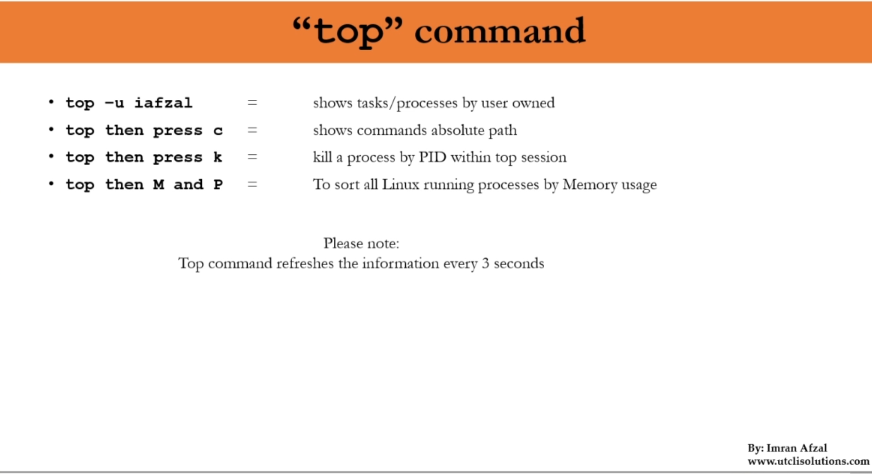 “top” command
• top –u iafzal = shows tasks/processes by user owned
• top then press c = shows commands absolute path
• top then press k = kill a process by PID within top session
• top then M and P = To sort all Linux running processes by Memory usage
Please note:
Top command refreshes the information every 3 seconds
By: Imran Afzal
www.utclisolutions.com